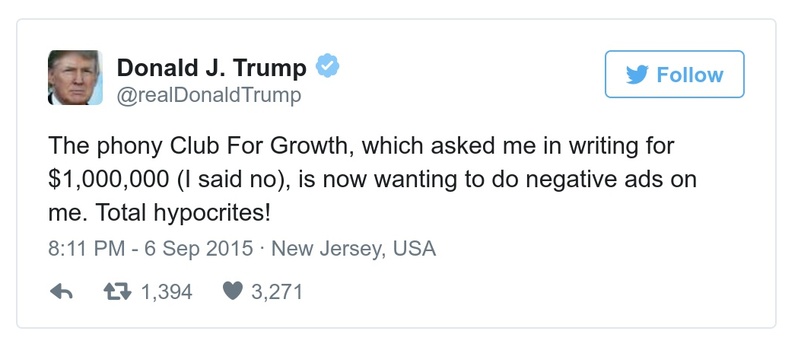 Donald J. Trump
@realDonaldTrump
Follow
The phony Club For Growth, which asked me in writing for
$1,000,000 (I said no), is now wanting to do negative ads on
me. Total hypocrites!
8:11 PM - 6 Sep 2015 · New Jersey, USA
1,394 3,271